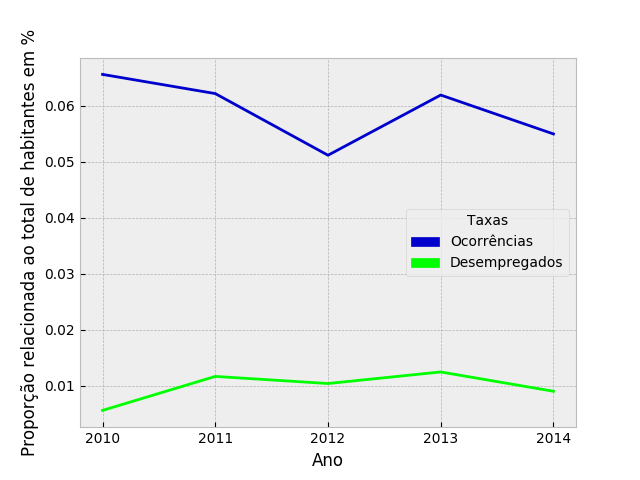 Proporção relacionada ao total de habitantes em %
0.06
0.05
0.04
0.03
0.02
0.01
Taxas
Ocorrências
Desempregados
2010 2011 2012 2013 2014
Ano